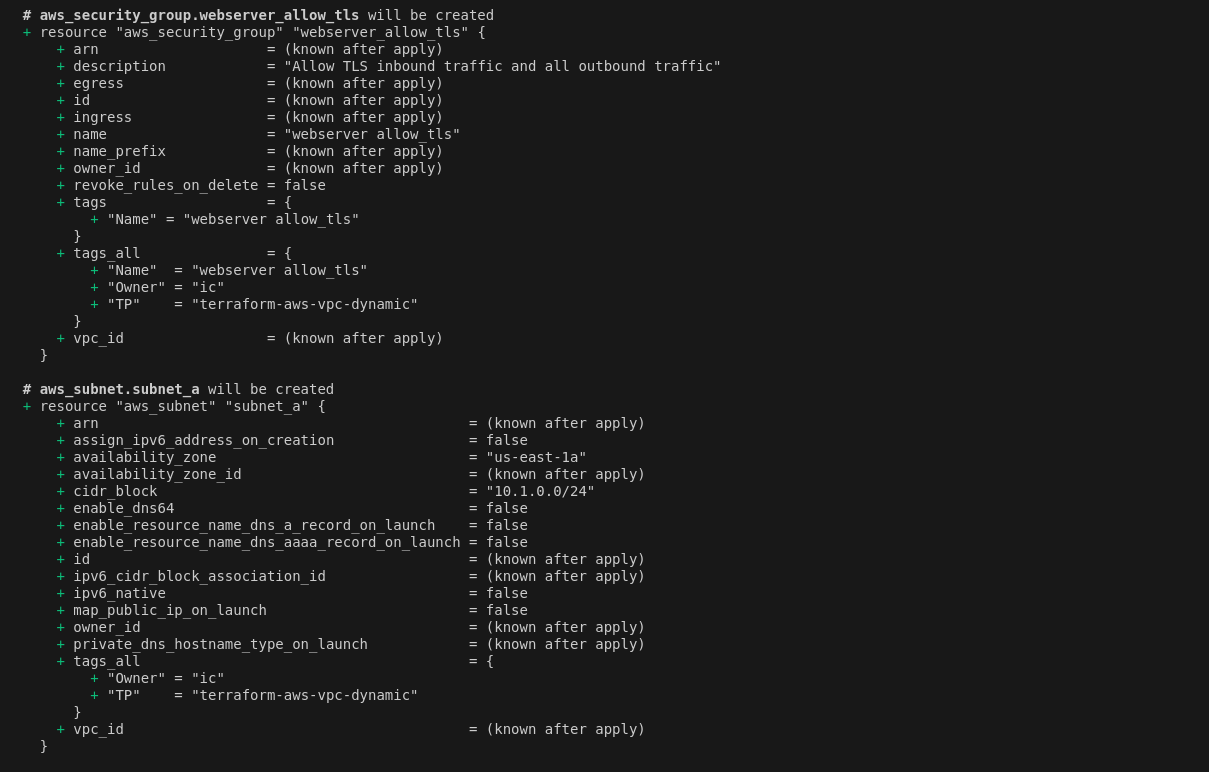 # aws_security_group.webserver_allow_tls will be created
+ resource "aws_security_group" "webserver_allow_tls" {
+ arn = (known after apply)
+ description = "Allow TLS inbound traffic and all outbound traffic"
+ egress = (known after apply)
+ id = (known after apply)
+ ingress = (known after apply)
+ name = "webserver allow_tls"
+ name_prefix = (known after apply)
+ owner_id = (known after apply)
+ revoke_rules_on_delete = false
+ tags = {
+ "Name" = "webserver allow_tls"
}
+ tags_all = {
+ "Name" = "webserver allow_tls"
+ "Owner" = "ic"
+ "TP" = "terraform-aws-vpc-dynamic"
}
+ vpc_id = (known after apply)
}
# aws_subnet.subnet_a will be created
+ resource "aws_subnet" "subnet_a" {
+ arn = (known after apply)
+ assign_ipv6_address_on_creation = false
+ availability_zone = "us-east-1a"
+ availability_zone_id = (known after apply)
+ cidr_block = "10.1.0.0/24"
+ enable_dns64 = false
+ enable_resource_name_dns_a_record_on_launch = false
+ enable_resource_name_dns_aaaa_record_on_launch = false
+ id = (known after apply)
+ ipv6_cidr_block_association_id = (known after apply)
+ ipv6_native = false
+ map_public_ip_on_launch = false
+ owner_id = (known after apply)
+ private_dns_hostname_type_on_launch = (known after apply)
+ tags_all = {
+ "Owner" = "ic"
+ "TP" = "terraform-aws-vpc-dynamic"
}
+ vpc_id = (known after apply)
}